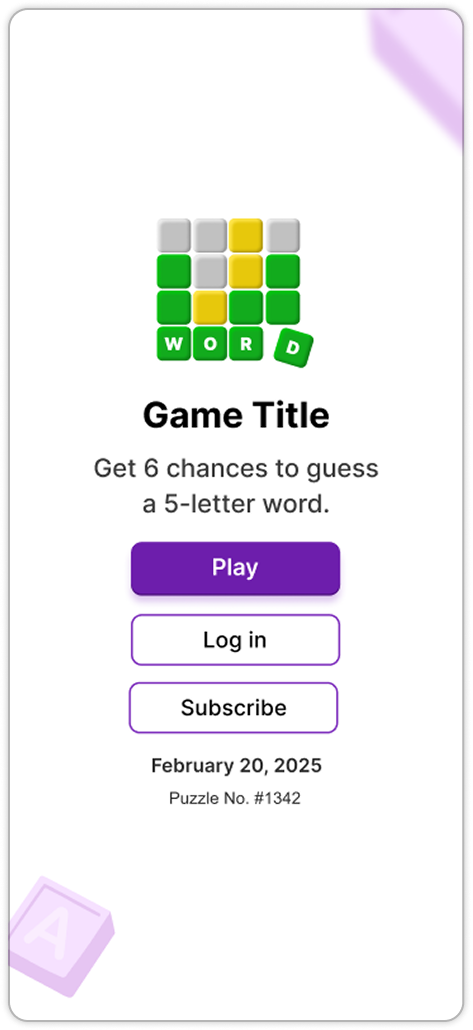 W O R D
Game Title
Get 6 chances to guess
a 5-letter word.
Play
Log in
Subscribe
February 20, 2025
Puzzle No. #1342
A